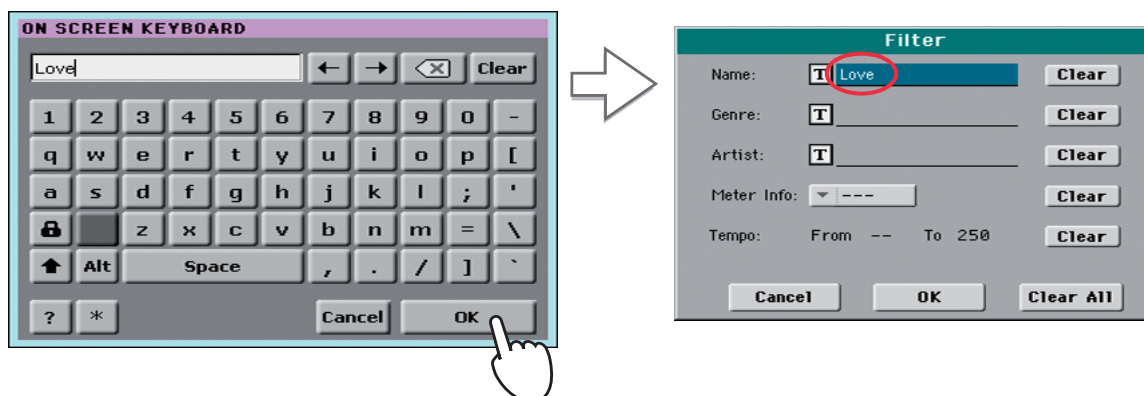 ON SCREEN KEYBOARD
Love
← → Clear
1 2 3 4 5 6 7 8 9 0 -
q w e r t y u i o p [
a s d f g h j k l ; '
z x c v b n m = \
Alt Space , . / ] `
? * Cancel OK
Filter
Name: T Love Clear
Genre: T Clear
Artist: T Clear
Meter Info: --- Clear
Tempo: From -- To 250 Clear
Cancel OK Clear All